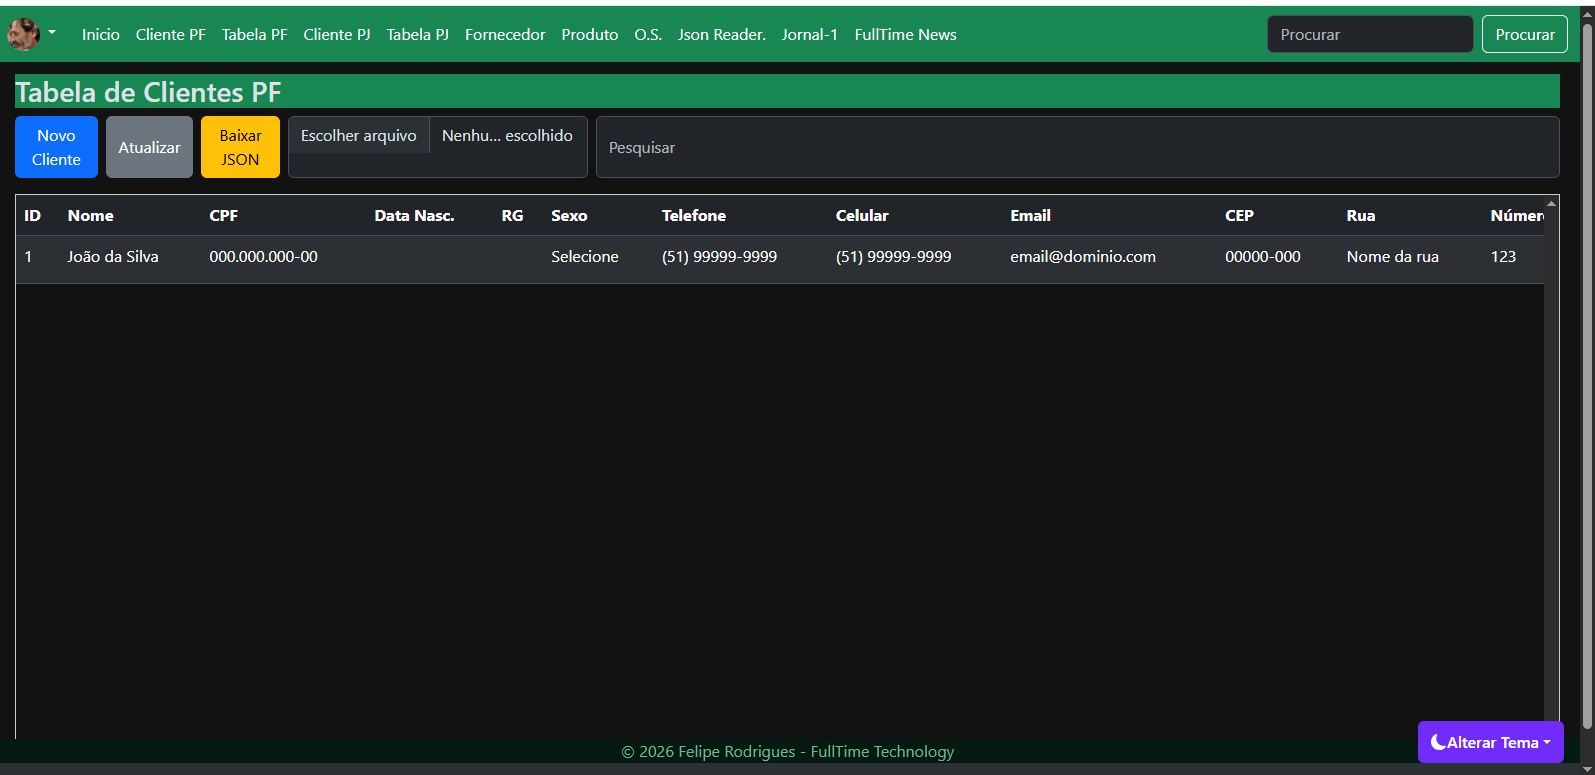 Inicio Cliente PF Tabela PF Cliente PJ Tabela PJ Fornecedor Produto O.S. Json Reader. Jornal-1 FullTime News Procurar Procurar
Tabela de Clientes PF
Novo Cliente Atualizar Baixar JSON Escolher arquivo Nenhu... escolhido Pesquisar
ID Nome CPF Data Nasc. RG Sexo Telefone Celular Email CEP Rua Número
1 João da Silva 000.000.000-00 Selecione (51) 99999-9999 (51) 99999-9999 email@dominio.com 00000-000 Nome da rua 123
© 2026 Felipe Rodrigues - FullTime Technology
Alterar Tema